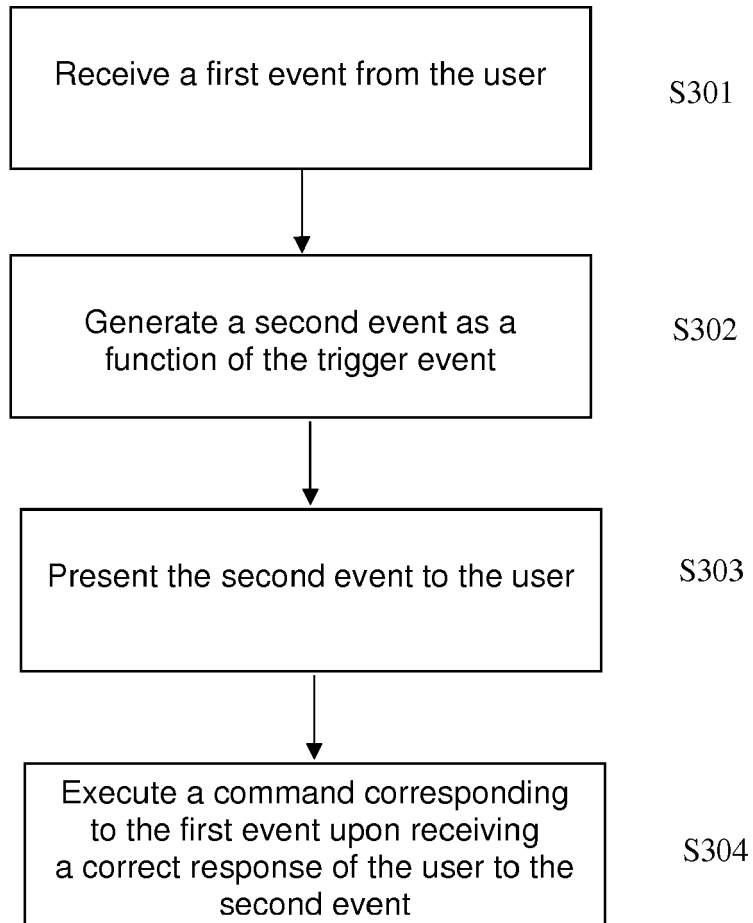 Receive a first event from the user
S301
Generate a second event as a
function of the trigger event
S302
Present the second event to the user
S303
Execute a command corresponding
to the first event upon receiving
a correct response of the user to the
second event
S304